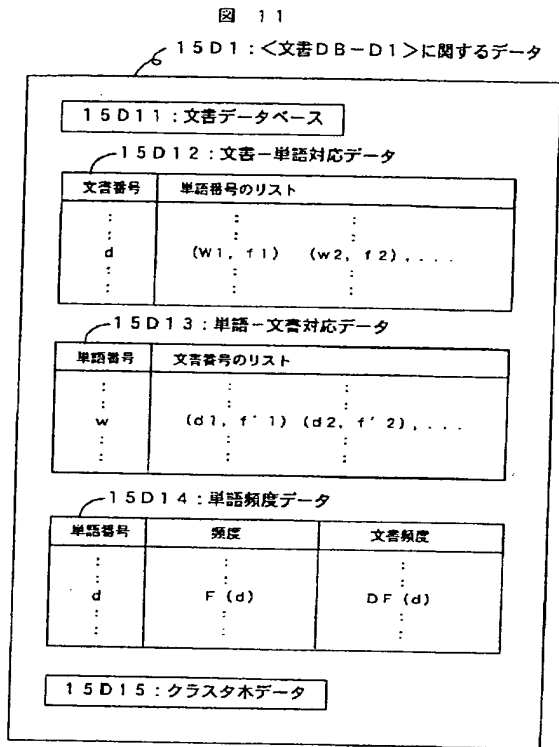 図 11
15D1:<文書DB-D1>に関するデータ
15D11:文書データベース
15D12:文書-単語対応データ
文書番号 単語番号のリスト
: : :
: : :
d (W1, f1) (w2, f2), ...
: : :
: : :
15D13:単語-文書対応データ
単語番号 文書番号のリスト
: : :
: : :
w (d1, f'1) (d2, f'2), ...
: : :
: : :
15D14:単語頻度データ
単語番号 頻度 文書頻度
: : :
: : :
d F(d) DF(d)
: : :
: : :
15D15:クラスタ木データ